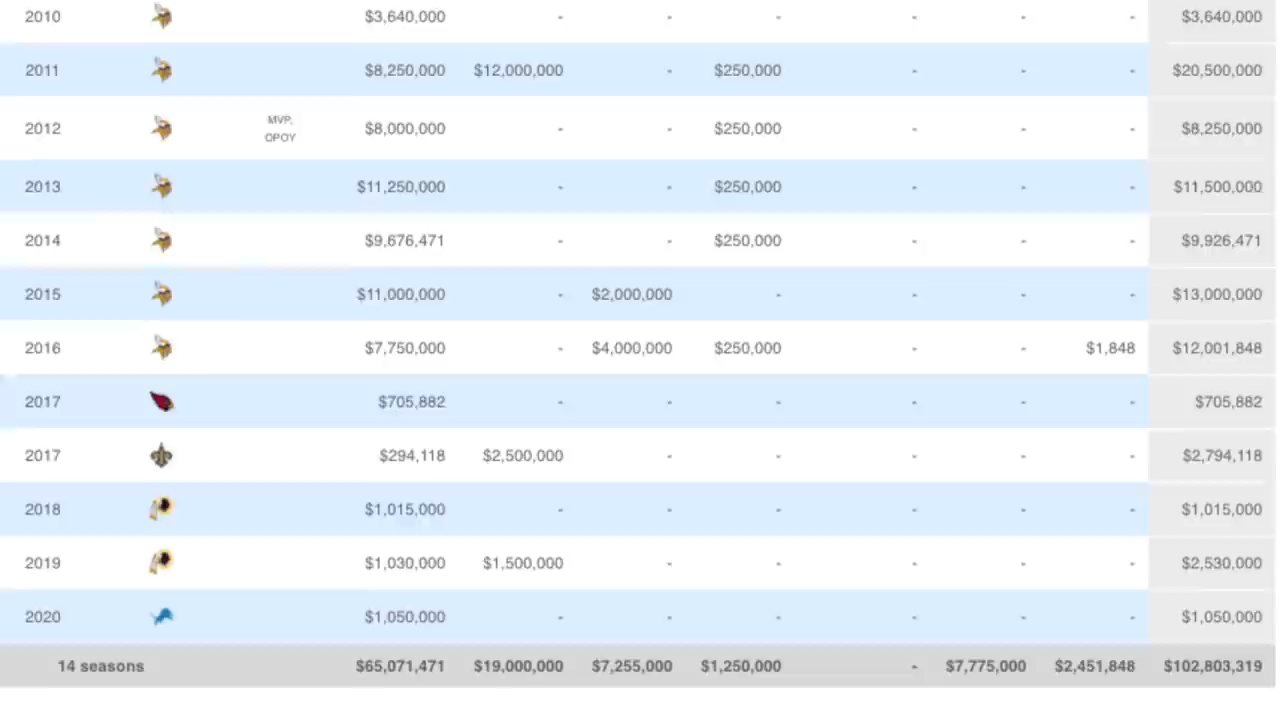 2010 $3,640,000 - - - - - - $3,640,000
2011 $8,250,000 $12,000,000 - $250,000 - - - $20,500,000
2012 MVP, OPOY $8,000,000 - - $250,000 - - - $8,250,000
2013 $11,250,000 - - $250,000 - - - $11,500,000
2014 $9,676,471 - - $250,000 - - - $9,926,471
2015 $11,000,000 - $2,000,000 - - - - $13,000,000
2016 $7,750,000 - $4,000,000 $250,000 - - $1,848 $12,001,848
2017 $705,882 - - - - - - $705,882
2017 $294,118 $2,500,000 - - - - - $2,794,118
2018 $1,015,000 - - - - - - $1,015,000
2019 $1,030,000 $1,500,000 - - - - - $2,530,000
2020 $1,050,000 - - - - - - $1,050,000
14 seasons $65,071,471 $19,000,000 $7,255,000 $1,250,000 - $7,775,000 $2,451,848 $102,803,319